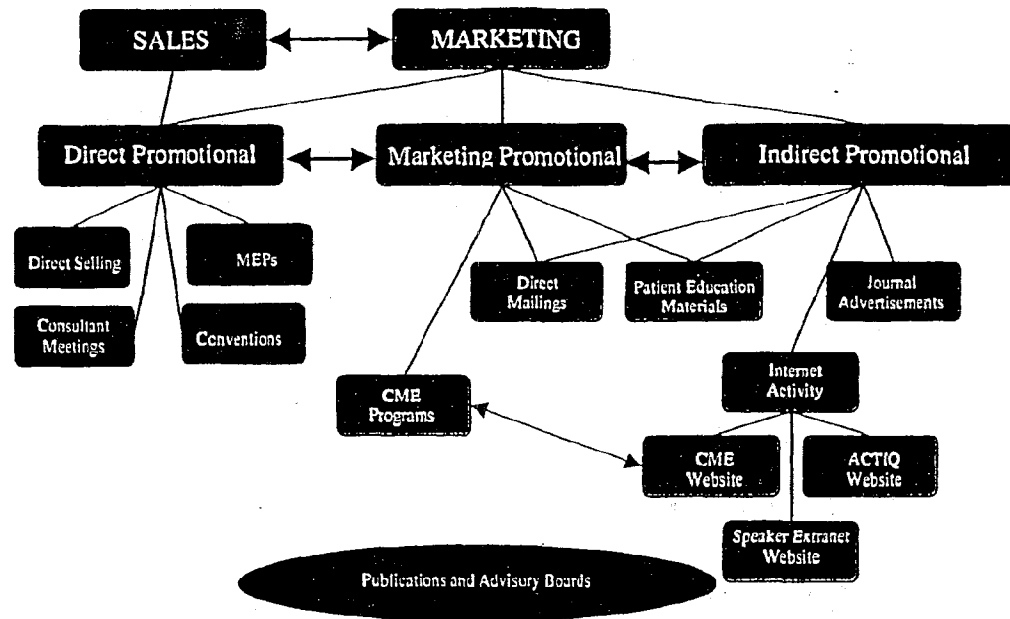 SALES
MARKETING
Direct Promotional
Marketing Promotional
Indirect Promotional
Direct Selling
MEPs
Consultant
Meetings
Conventions
Direct
Mailings
Patient Education
Materials
Journal
Advertisements
CME
Programs
Internet
Activity
CME
Website
ACTIQ
Website
Speaker Extranet
Website
Publications and Advisory Boards